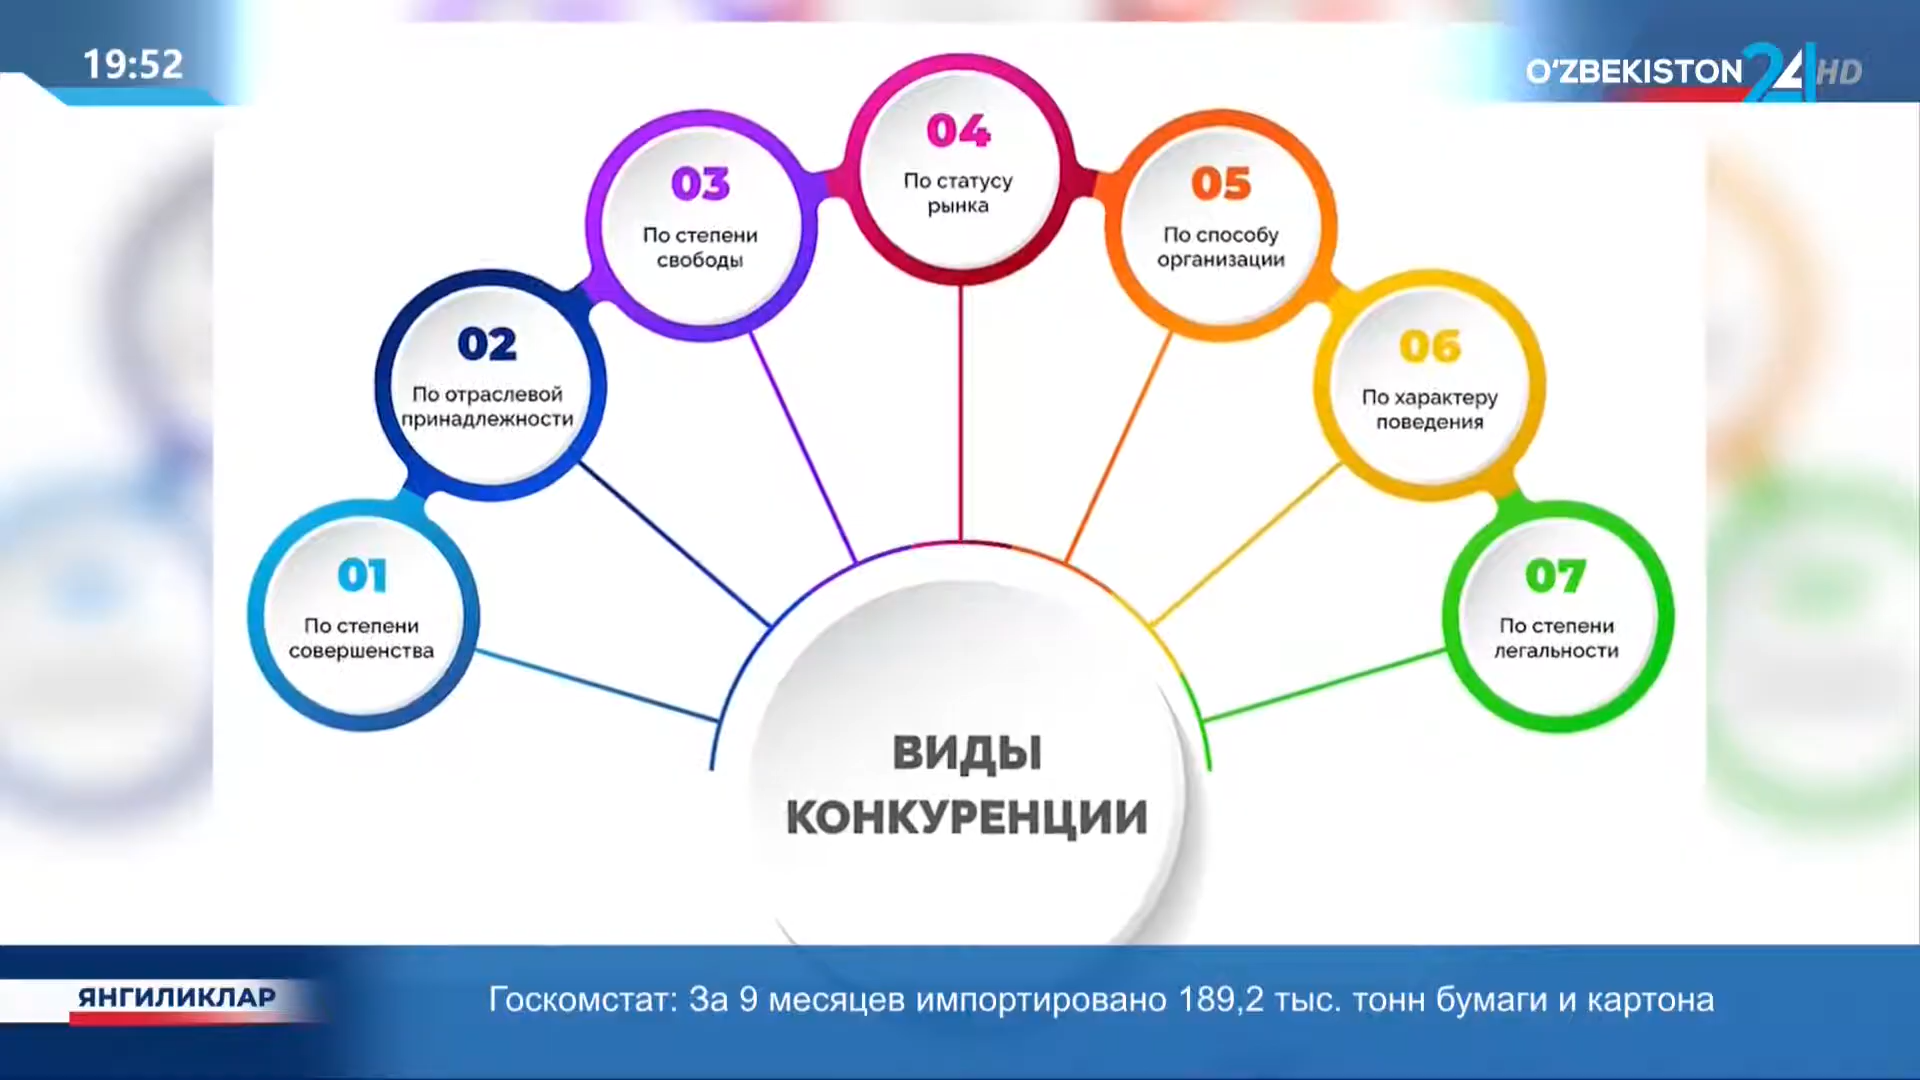 19:52
O‘ZBEKISTON 24 HD
04
По статусу
рынка
03
По степени
свободы
05
По способу
организации
02
По отраслевой
принадлежности
06
По характеру
поведения
01
По степени
совершенства
07
По степени
легальности
ВИДЫ
КОНКУРЕНЦИИ
ЯНГИЛИКЛАР
Госкомстат: За 9 месяцев импортировано 189,2 тыс. тонн бумаги и картона